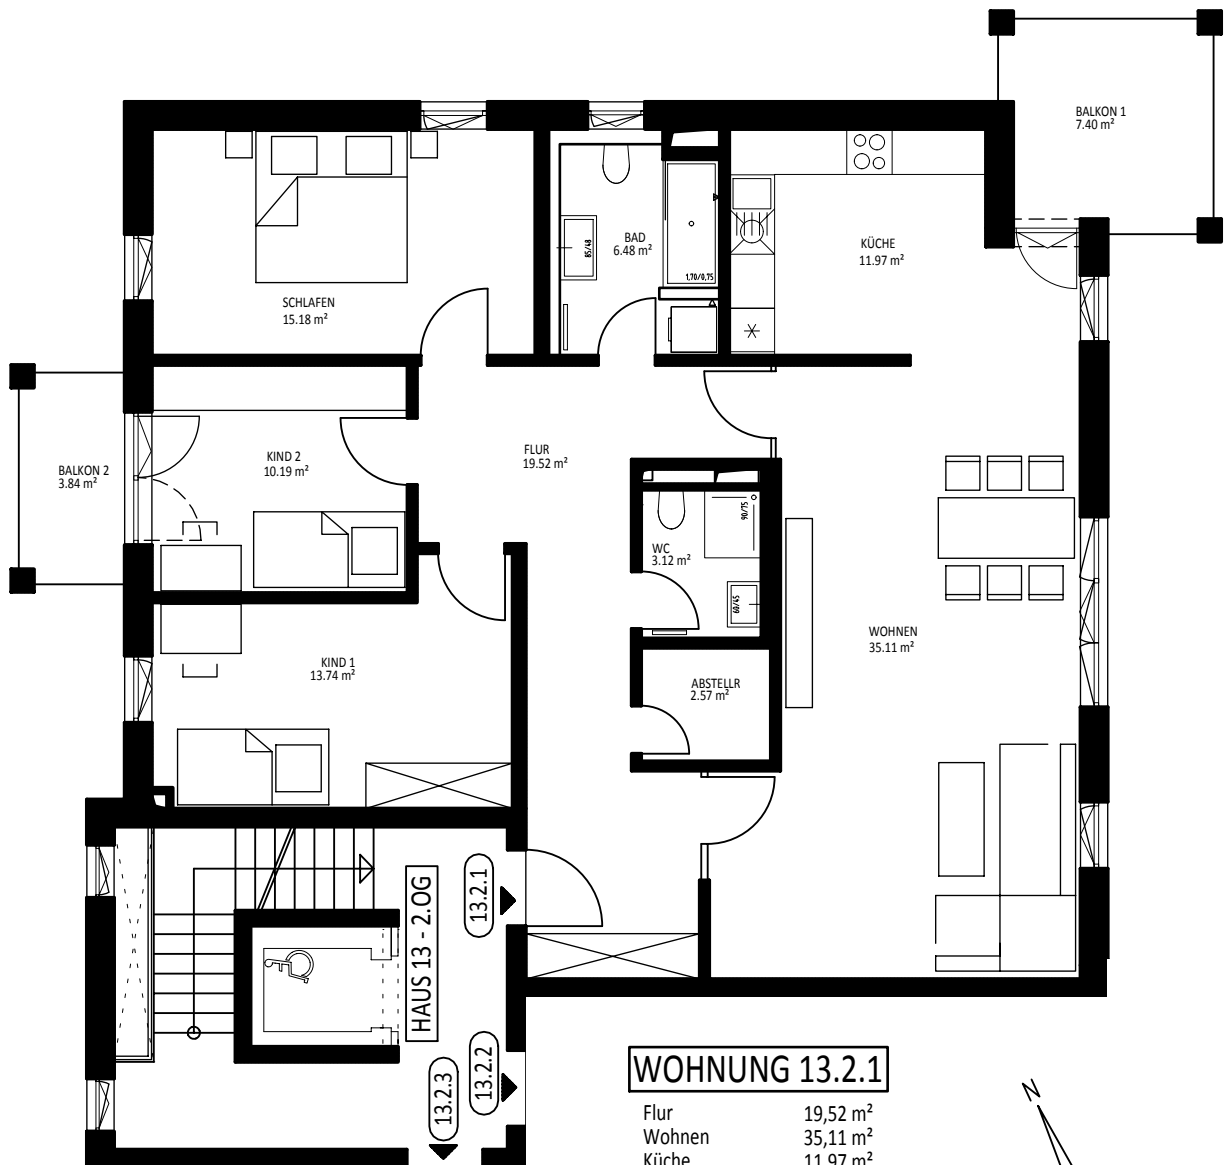 BALKON 1
7.40 m²
BAD
6.48 m²
85/48
1,70/0,75
KÜCHE
11.97 m²
SCHLAFEN
15.18 m²
BALKON 2
3.84 m²
KIND 2
10.19 m²
FLUR
19.52 m²
WC
3.12 m²
90/75
60/45
WOHNEN
35.11 m²
KIND 1
13.74 m²
ABSTELLR
2.57 m²
HAUS 13 - 2.OG
13.2.1
13.2.2
13.2.3
WOHNUNG 13.2.1
Flur 19,52 m²
Wohnen 35,11 m²
Küche 11,97 m²
N